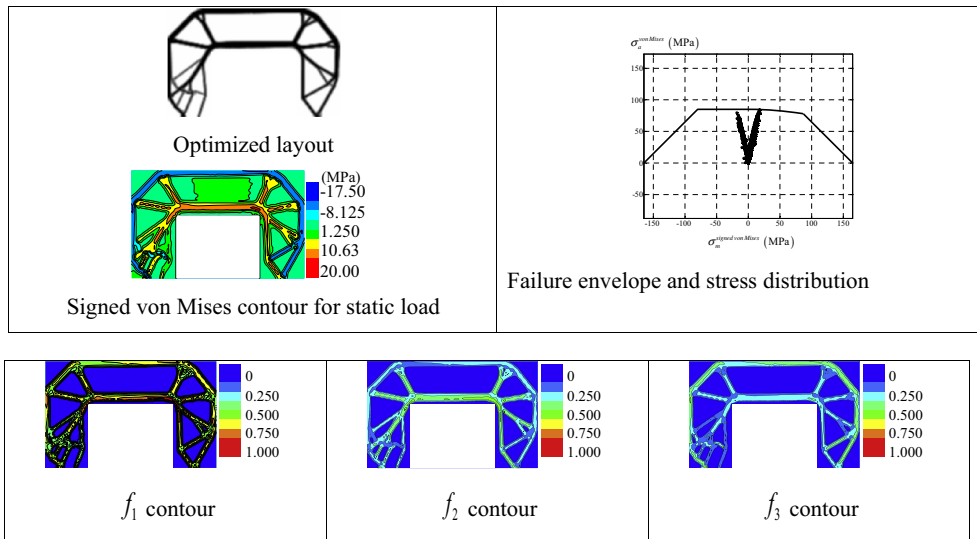 Optimized layout
(MPa)
-17.50
-8.125
1.250
10.63
20.00
Signed von Mises contour for static load
σ_a^{von Mises} (MPa)
150
100
50
0
-50
-150 -100 -50 0 50 100 150
σ_m^{signed von Mises} (MPa)
Failure envelope and stress distribution
0
0.250
0.500
0.750
1.000
f₁ contour
0
0.250
0.500
0.750
1.000
f₂ contour
0
0.250
0.500
0.750
1.000
f₃ contour